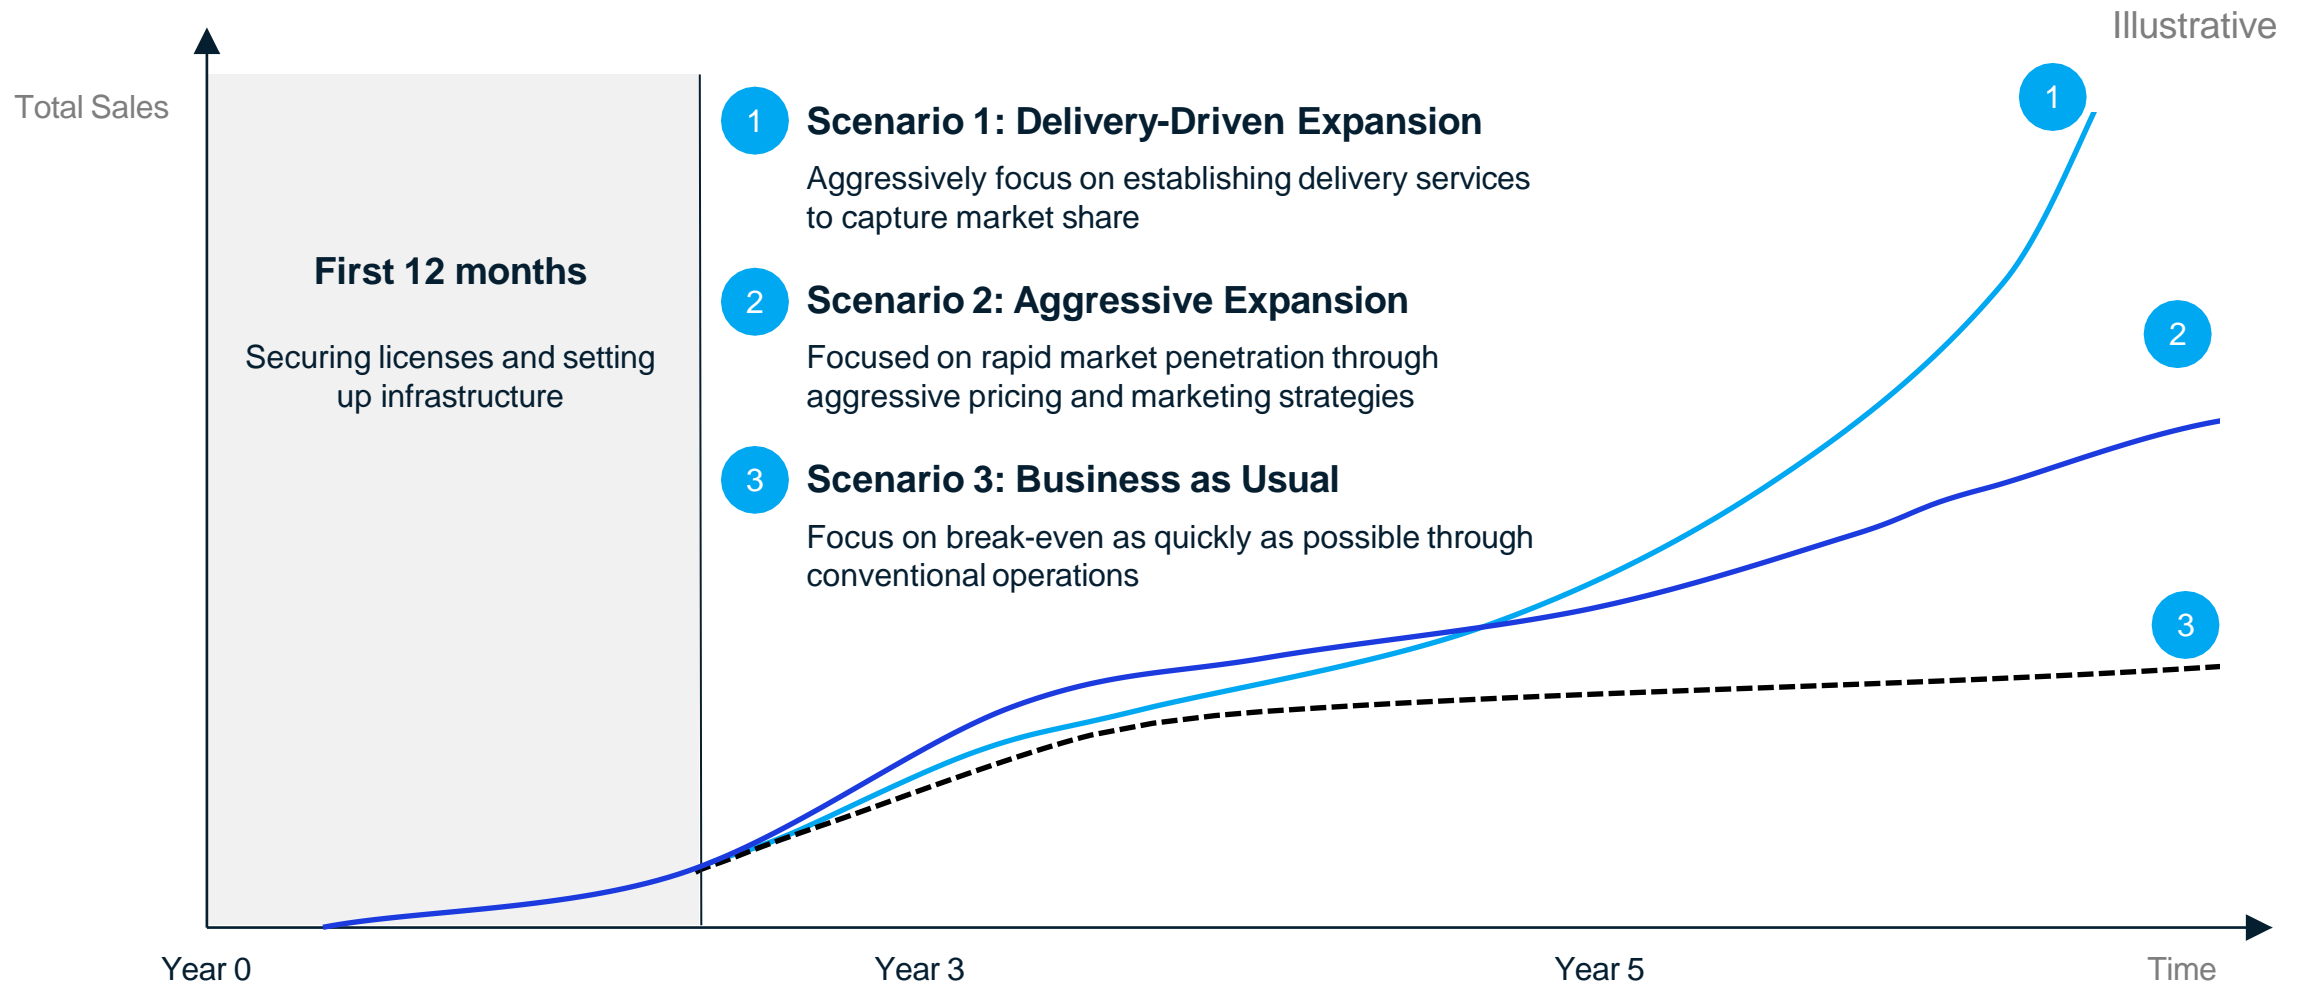 Illustrative
Total Sales
First 12 months
Securing licenses and setting
up infrastructure
1
Scenario 1: Delivery-Driven Expansion
Aggressively focus on establishing delivery services
to capture market share
2
Scenario 2: Aggressive Expansion
Focused on rapid market penetration through
aggressive pricing and marketing strategies
3
Scenario 3: Business as Usual
Focus on break-even as quickly as possible through
conventional operations
1
2
3
Year 0
Year 3
Year 5
Time